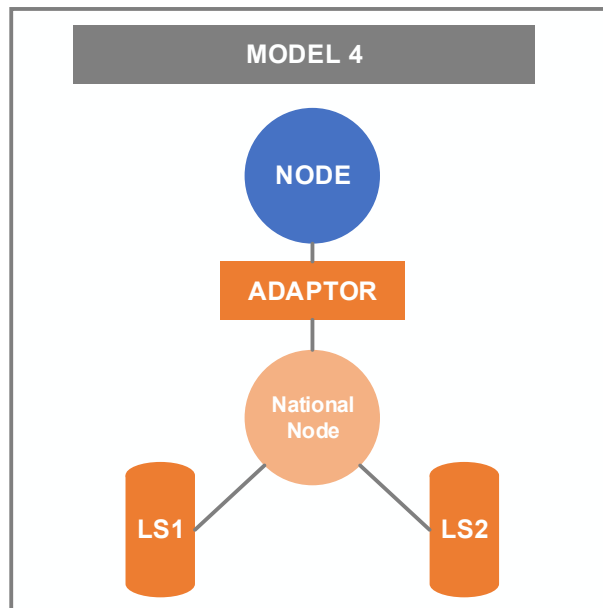 MODEL 4
NODE
ADAPTOR
National
Node
LS1
LS2